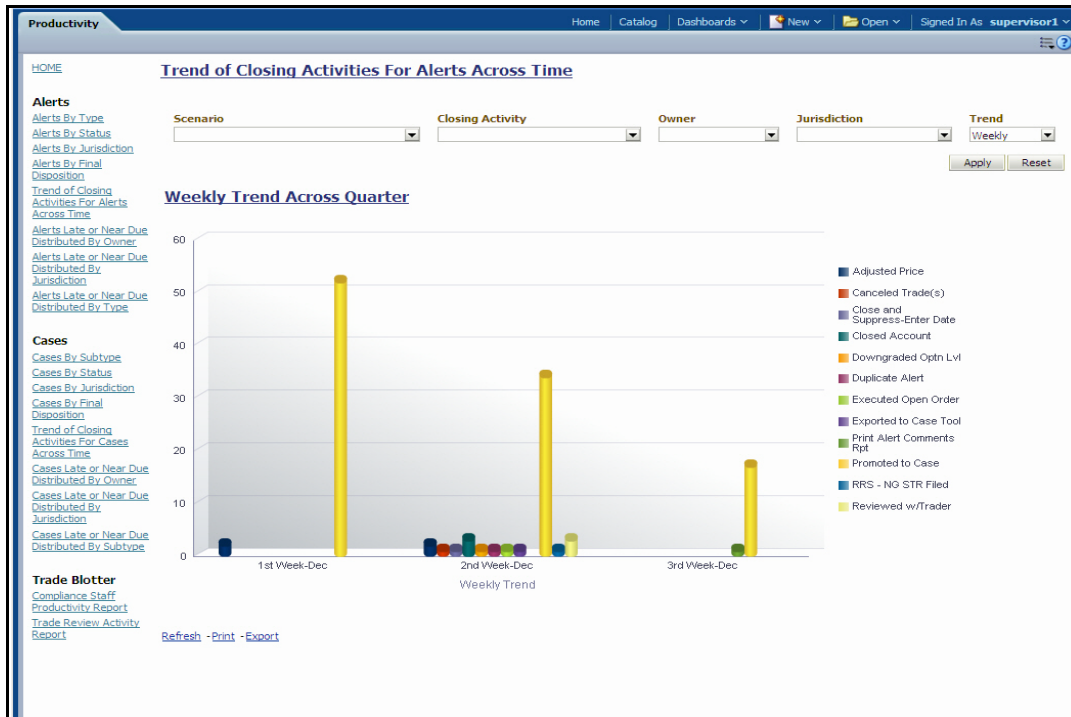 Productivity
Home Catalog Dashboards New Open Signed In As supervisor1
HOME
Alerts
Alerts By Type
Alerts By Status
Alerts By Jurisdiction
Alerts By Final
Disposition
Trend of Closing
Activities For Alerts
Across Time
Alerts Late or Near Due
Distributed By Owner
Alerts Late or Near Due
Distributed By
Jurisdiction
Alerts Late or Near Due
Distributed By Type
Cases
Cases By Subtype
Cases By Status
Cases By Jurisdiction
Cases By Final
Disposition
Trend of Closing
Activities For Cases
Across Time
Cases Late or Near Due
Distributed By Owner
Cases Late or Near Due
Distributed By
Jurisdiction
Cases Late or Near Due
Distributed By Subtype
Trade Blotter
Compliance Staff
Productivity Report
Trade Review Activity
Report
Trend of Closing Activities For Alerts Across Time
Scenario Closing Activity Owner Jurisdiction Trend
Weekly
Apply Reset
Weekly Trend Across Quarter
60
50
40
30
20
10
0
1st Week-Dec 2nd Week-Dec 3rd Week-Dec
Weekly Trend
Adjusted Price
Canceled Trade(s)
Close and
Suppress-Enter Date
Closed Account
Downgraded Optn Lvl
Duplicate Alert
Executed Open Order
Exported to Case Tool
Print Alert Comments
Rpt
Promoted to Case
RRS - NG STR Filed
Reviewed w/Trader
Refresh - Print - Export